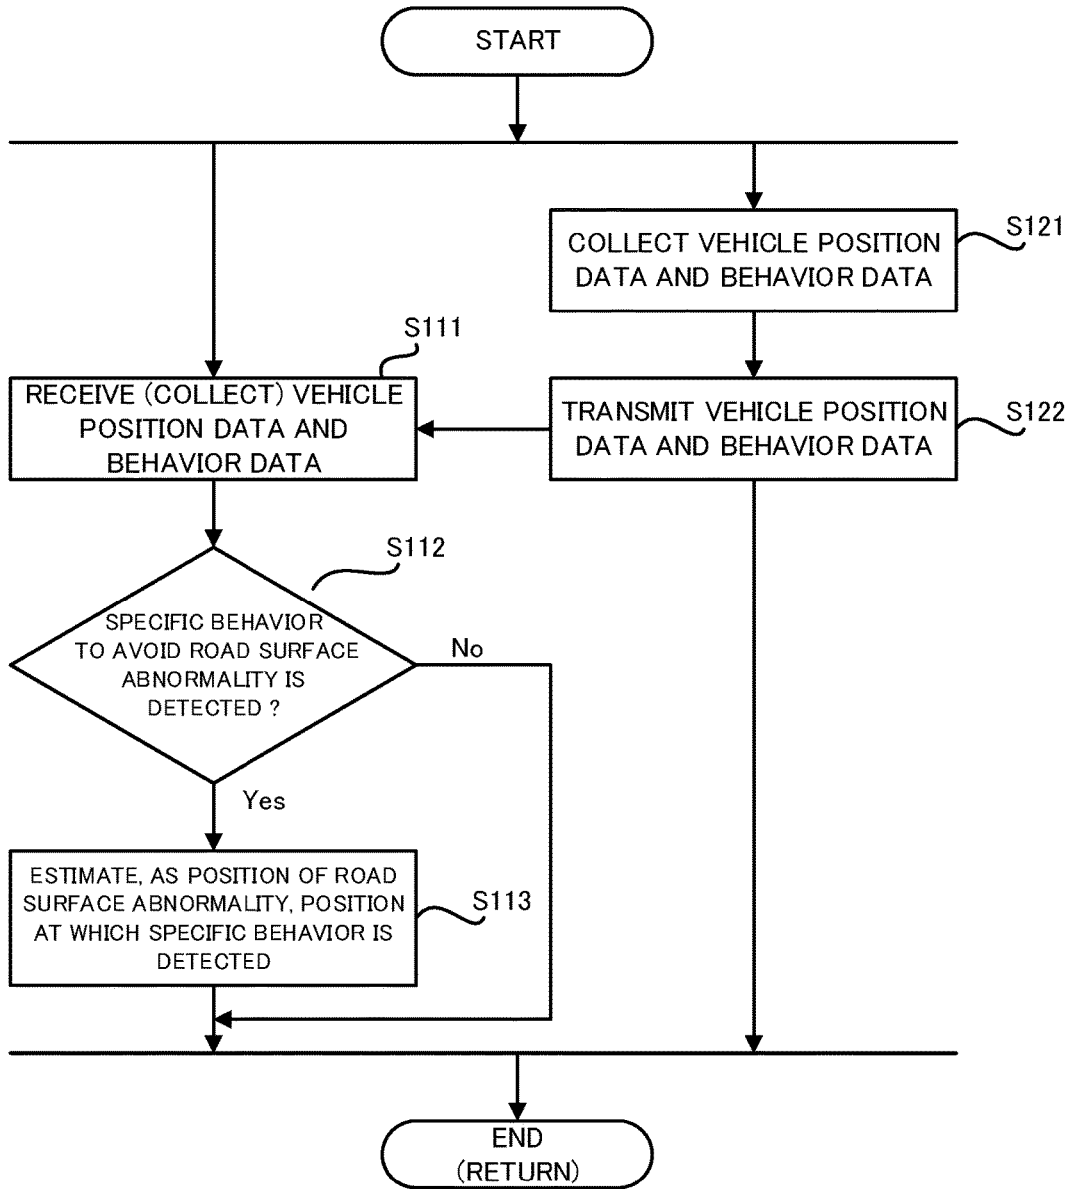 START
S121
COLLECT VEHICLE POSITION
DATA AND BEHAVIOR DATA
S111
RECEIVE (COLLECT) VEHICLE
POSITION DATA AND
BEHAVIOR DATA
TRANSMIT VEHICLE POSITION
DATA AND BEHAVIOR DATA
S122
S112
SPECIFIC BEHAVIOR
TO AVOID ROAD SURFACE
ABNORMALITY IS
DETECTED ?
No
Yes
ESTIMATE, AS POSITION OF ROAD
SURFACE ABNORMALITY, POSITION
AT WHICH SPECIFIC BEHAVIOR IS
DETECTED
S113
END
(RETURN)